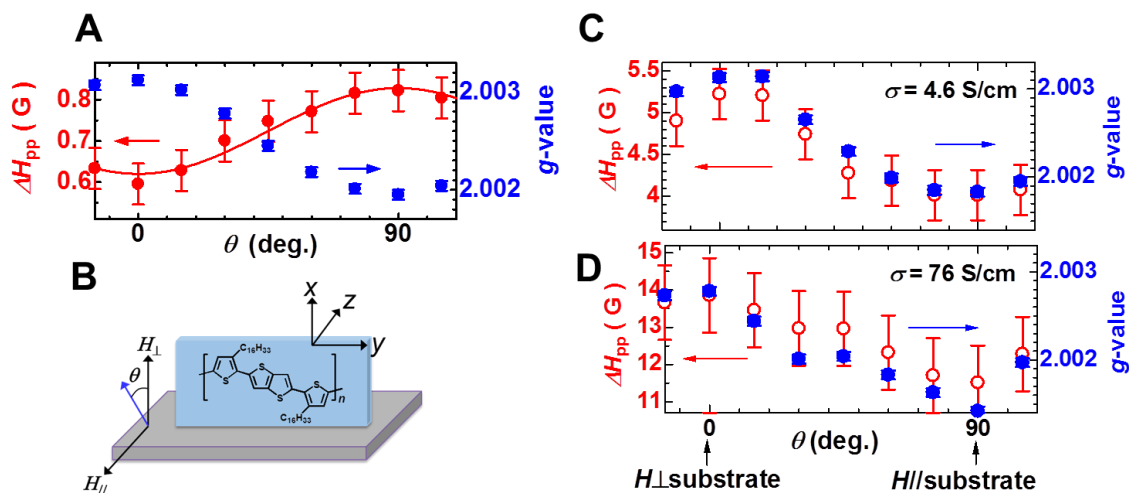 A
ΔHpp ( G )
0.8
0.7
0.6
2.003
2.002
g-value
0
90
θ (deg.)
B
H⊥
θ
H//
x
z
y
C16H33
S
S
S
S
C16H33
n
C
ΔHpp ( G )
5.5
5
4.5
4
σ = 4.6 S/cm
2.003
2.002
g-value
D
ΔHpp ( G )
15
14
13
12
11
σ = 76 S/cm
2.003
2.002
g-value
0
90
θ (deg.)
H⊥substrate
H//substrate